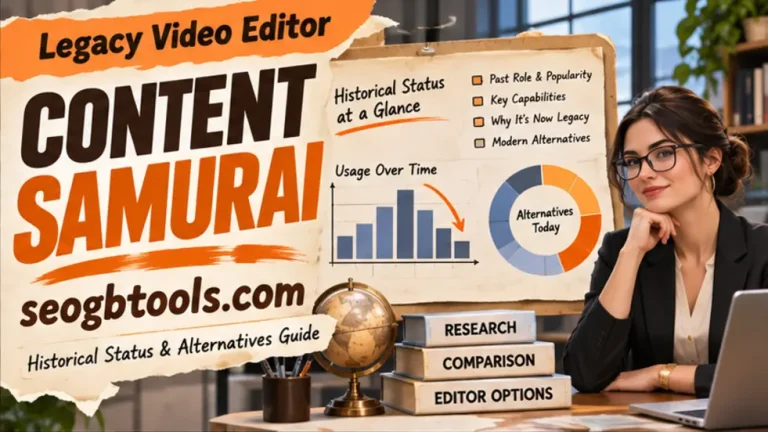 Legacy Video Editor
CONTENT
SAMURAI
seogbtools.com
Historical Status & Alternatives Guide
Historical Status
at a Glance
Past Role & Popularity
Key Capabilities
Why It's Now Legacy
Modern Alternatives
Usage Over Time
Alternatives
Today
RESEARCH
COMPARISON
EDITOR OPTIONS